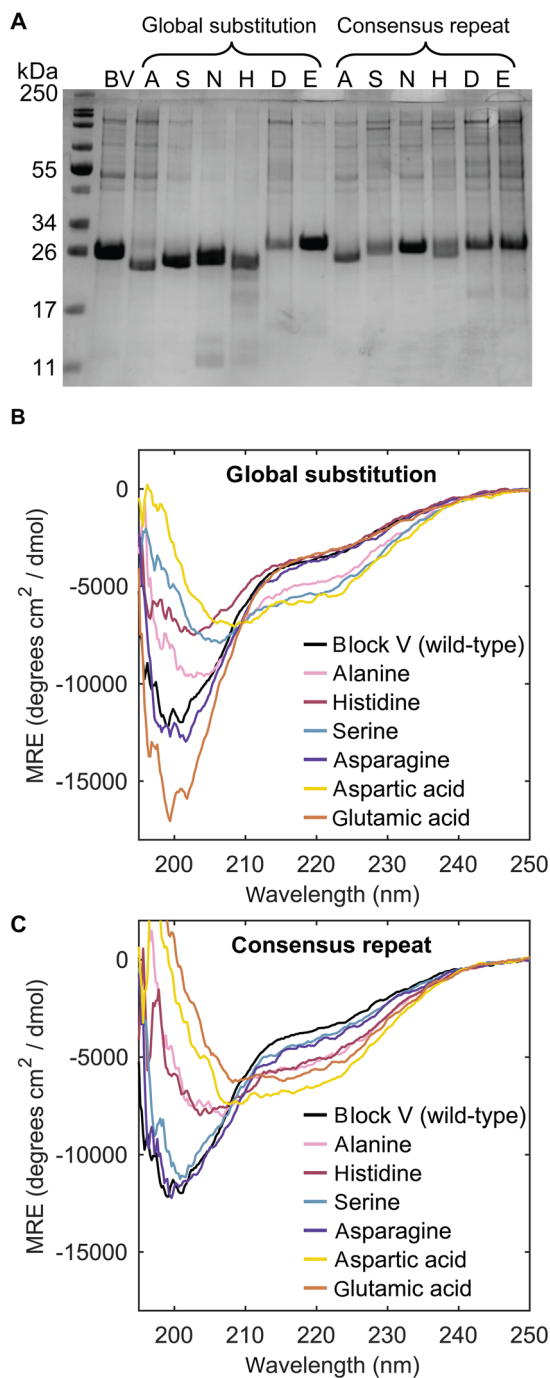 A
Global substitution
Consensus repeat
kDa
BV A S N H D E A S N H D E
250
55
34
26
17
11
B
Global substitution
0
-5000
-10000
-15000
MRE (degrees cm2 / dmol)
Block V (wild-type)
Alanine
Histidine
Serine
Asparagine
Aspartic acid
Glutamic acid
200 210 220 230 240 250
Wavelength (nm)
C
Consensus repeat
0
-5000
-10000
-15000
MRE (degrees cm2 / dmol)
Block V (wild-type)
Alanine
Histidine
Serine
Asparagine
Aspartic acid
Glutamic acid
200 210 220 230 240 250
Wavelength (nm)